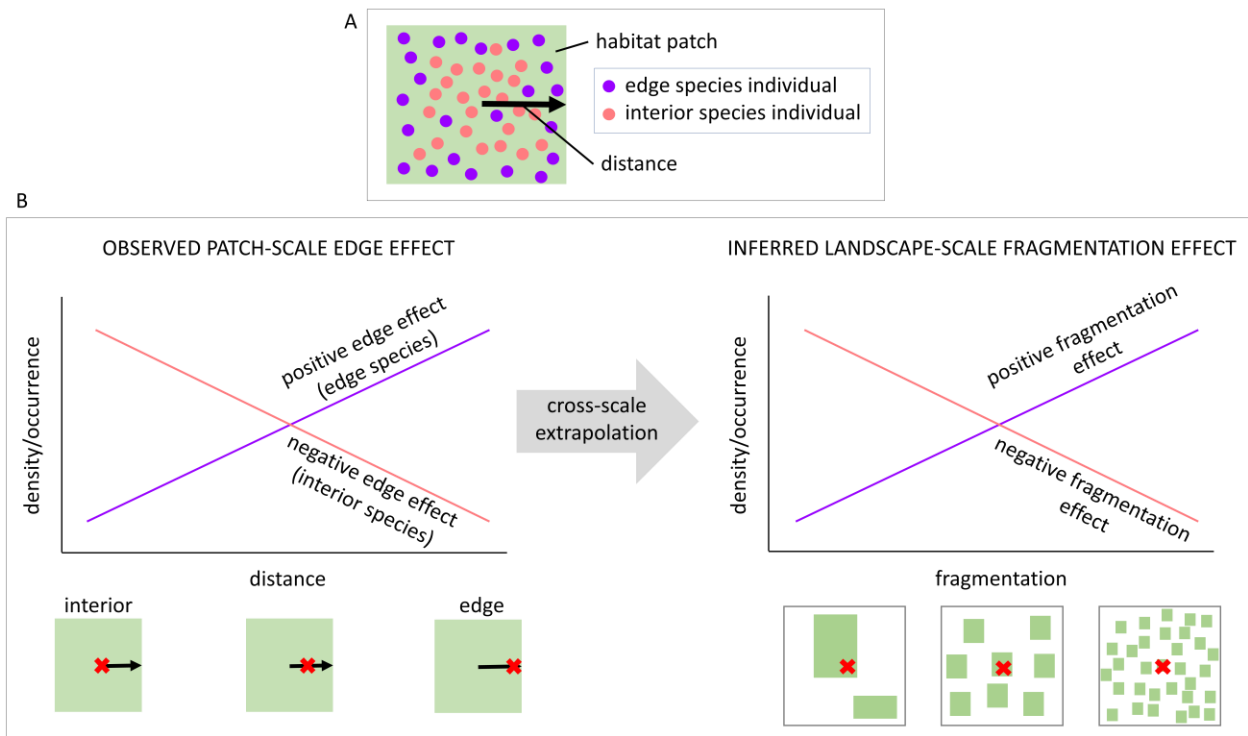 A
habitat patch
edge species individual
interior species individual
distance
B
OBSERVED PATCH-SCALE EDGE EFFECT
density/occurrence
positive edge effect
(edge species)
negative edge effect
(interior species)
distance
interior
edge
cross-scale
extrapolation
INFERRED LANDSCAPE-SCALE FRAGMENTATION EFFECT
density/occurrence
positive fragmentation
effect
negative fragmentation
effect
fragmentation